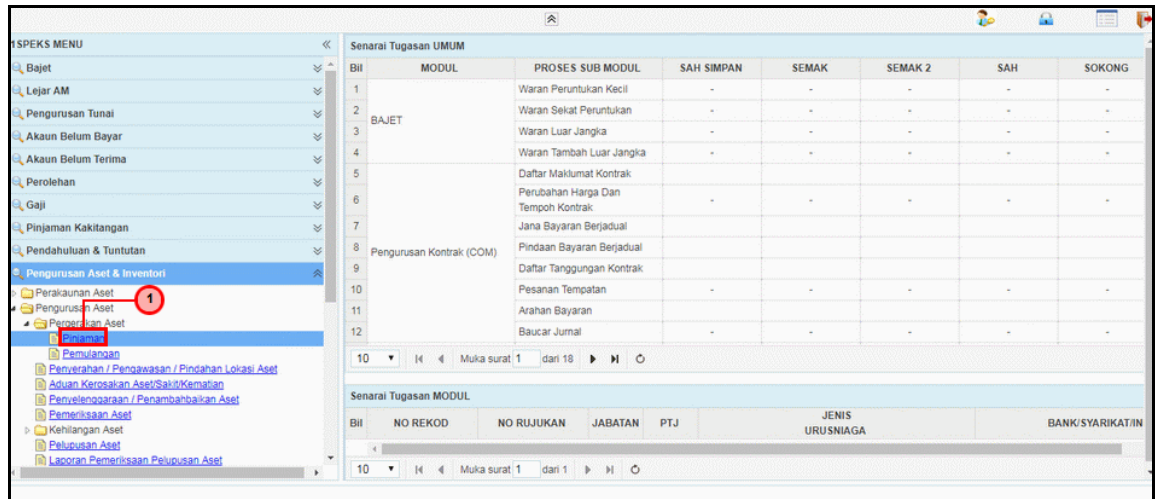 1SPEKS MENU
Bajet
Lejar AM
Pengurusan Tunai
Akaun Belum Bayar
Akaun Belum Terima
Perolehan
Gaji
Pinjaman Kakitangan
Pendahuluan & Tuntutan
Pengurusan Aset & Inventori
Perakaunan Aset
Pengurusan Aset
1
Pergerakan Aset
Pinjaman
Pemulangan
Penyerahan / Pengawasan / Pindahan Lokasi Aset
Aduan Kerosakan Aset/Sakit/Kematian
Penyelenggaraan / Penambahbaikan Aset
Pemeriksaan Aset
Kehilangan Aset
Pelupusan Aset
Laporan Pemeriksaan Pelupusan Aset
Senarai Tugasan UMUM
Bil MODUL PROSES SUB MODUL SAH SIMPAN SEMAK SEMAK 2 SAH SOKONG
1 Waran Peruntukan Kecil - - - - -
2 BAJET Waran Sekat Peruntukan - - - - -
3 Waran Luar Jangka - - - - -
4 Waran Tambah Luar Jangka - - - - -
5 Daftar Maklumat Kontrak
6 Perubahan Harga Dan
Tempoh Kontrak - - - - -
7 Jana Bayaran Berjadual
8 Pengurusan Kontrak (COM) Pindaan Bayaran Berjadual
9 Daftar Tanggungan Kontrak
10 Pesanan Tempatan - - - - -
11 Arahan Bayaran
12 Baucar Jurnal - - - - -
10 Muka surat 1 dari 18
Senarai Tugasan MODUL
Bil NO REKOD NO RUJUKAN JABATAN PTJ JENIS
URUSNIAGA BANK/SYARIKAT/IN
10 Muka surat 1 dari 1